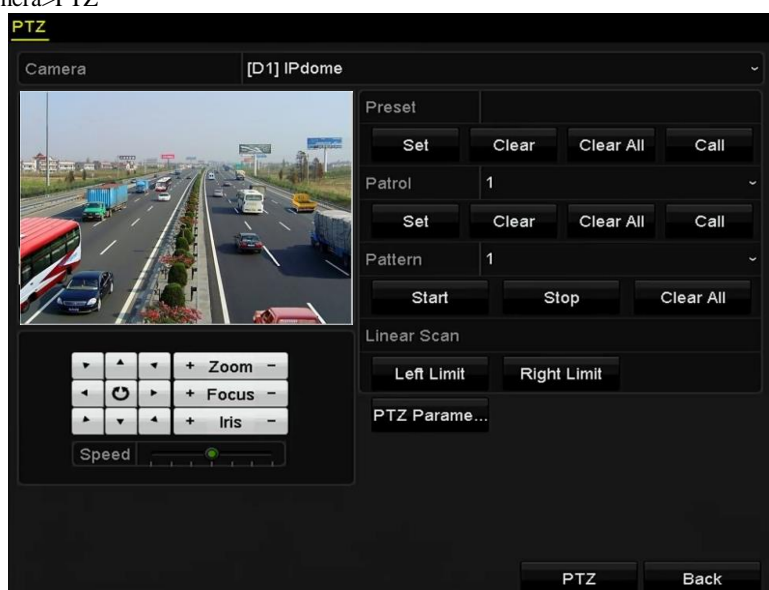 PTZ
Camera [D1] IPdome
Preset
Set Clear Clear All Call
Patrol 1
Set Clear Clear All Call
Pattern 1
Start Stop Clear All
Linear Scan
Left Limit Right Limit
PTZ Parame...
+ Zoom −
+ Focus −
+ Iris −
Speed
PTZ Back